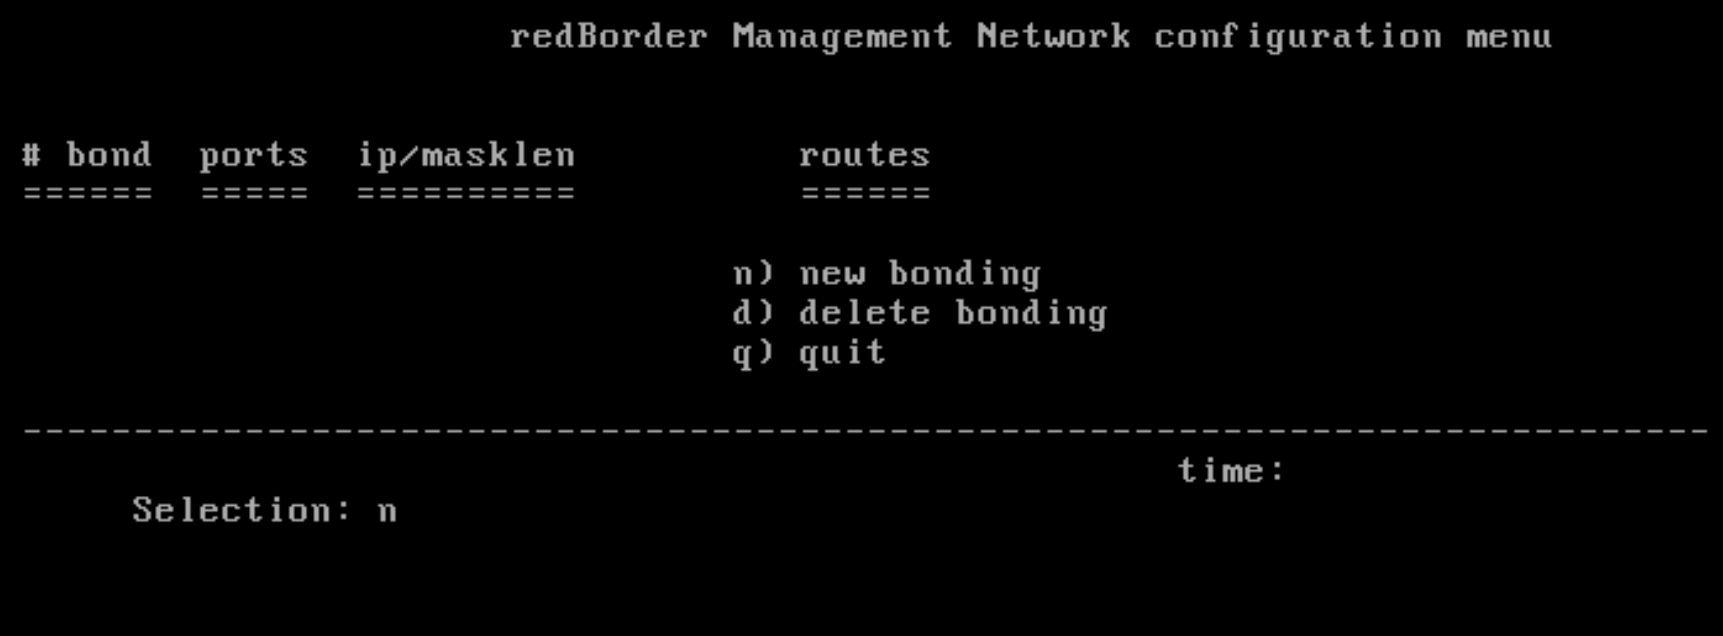 redBorder Management Network configuration menu
# bond ports ip/masklen routes
====== ===== ========== ======
n) new bonding
d) delete bonding
q) quit
----------------------------------------------------------------------------
time:
Selection: n